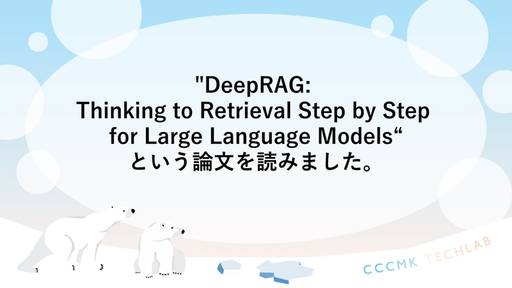 "DeepRAG:
Thinking to Retrieval Step by Step
for Large Language Models“
という論文を読みました。
CCCMK TECHLAB